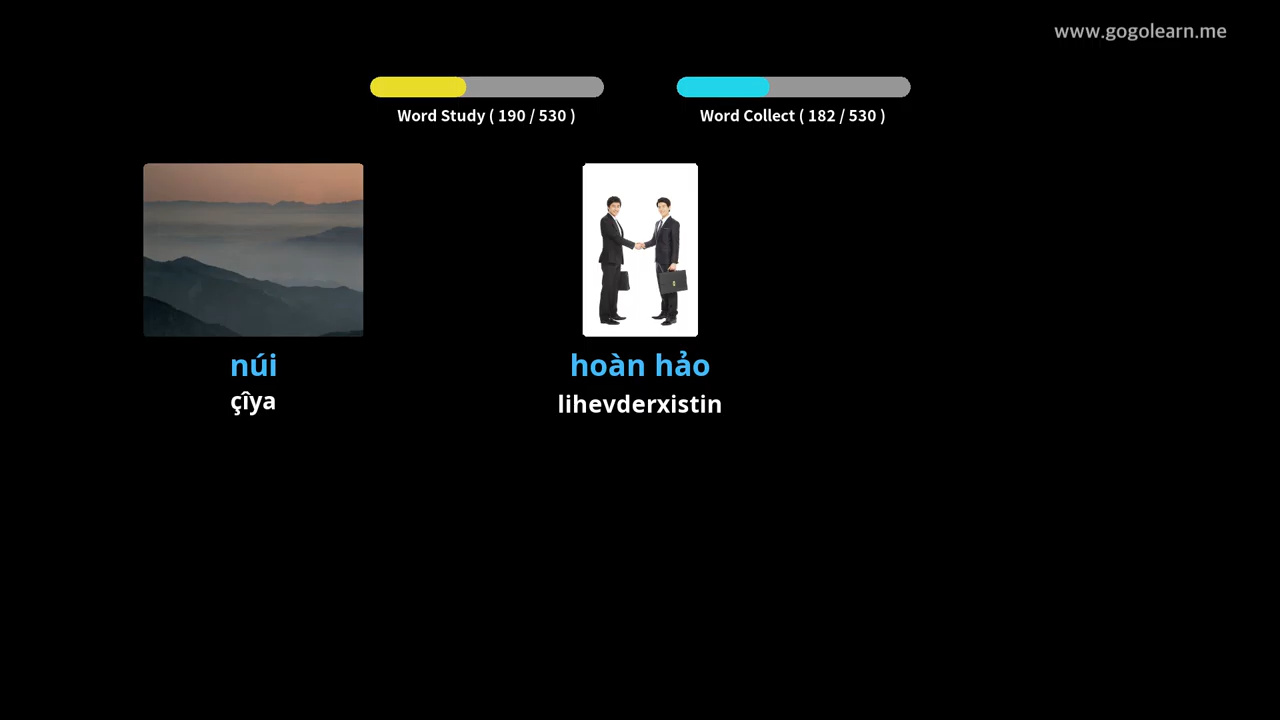 www.gogolearn.me
Word Study ( 190 / 530 )
Word Collect ( 182 / 530 )
núi
çîya
hoàn hảo
lihevderxistin